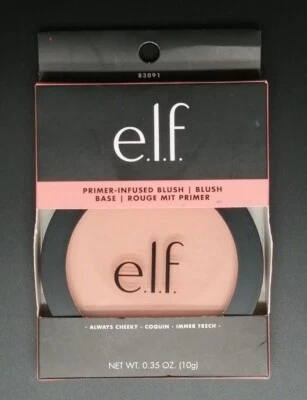 83091
e.l.f.
PRIMER-INFUSED BLUSH | BLUSH
BASE | ROUGE MIT PRIMER
e.l.f.
- ALWAYS CHEEKY - COQUIN - IMMER FRECH -
NET WT. 0.35 OZ. (10g)